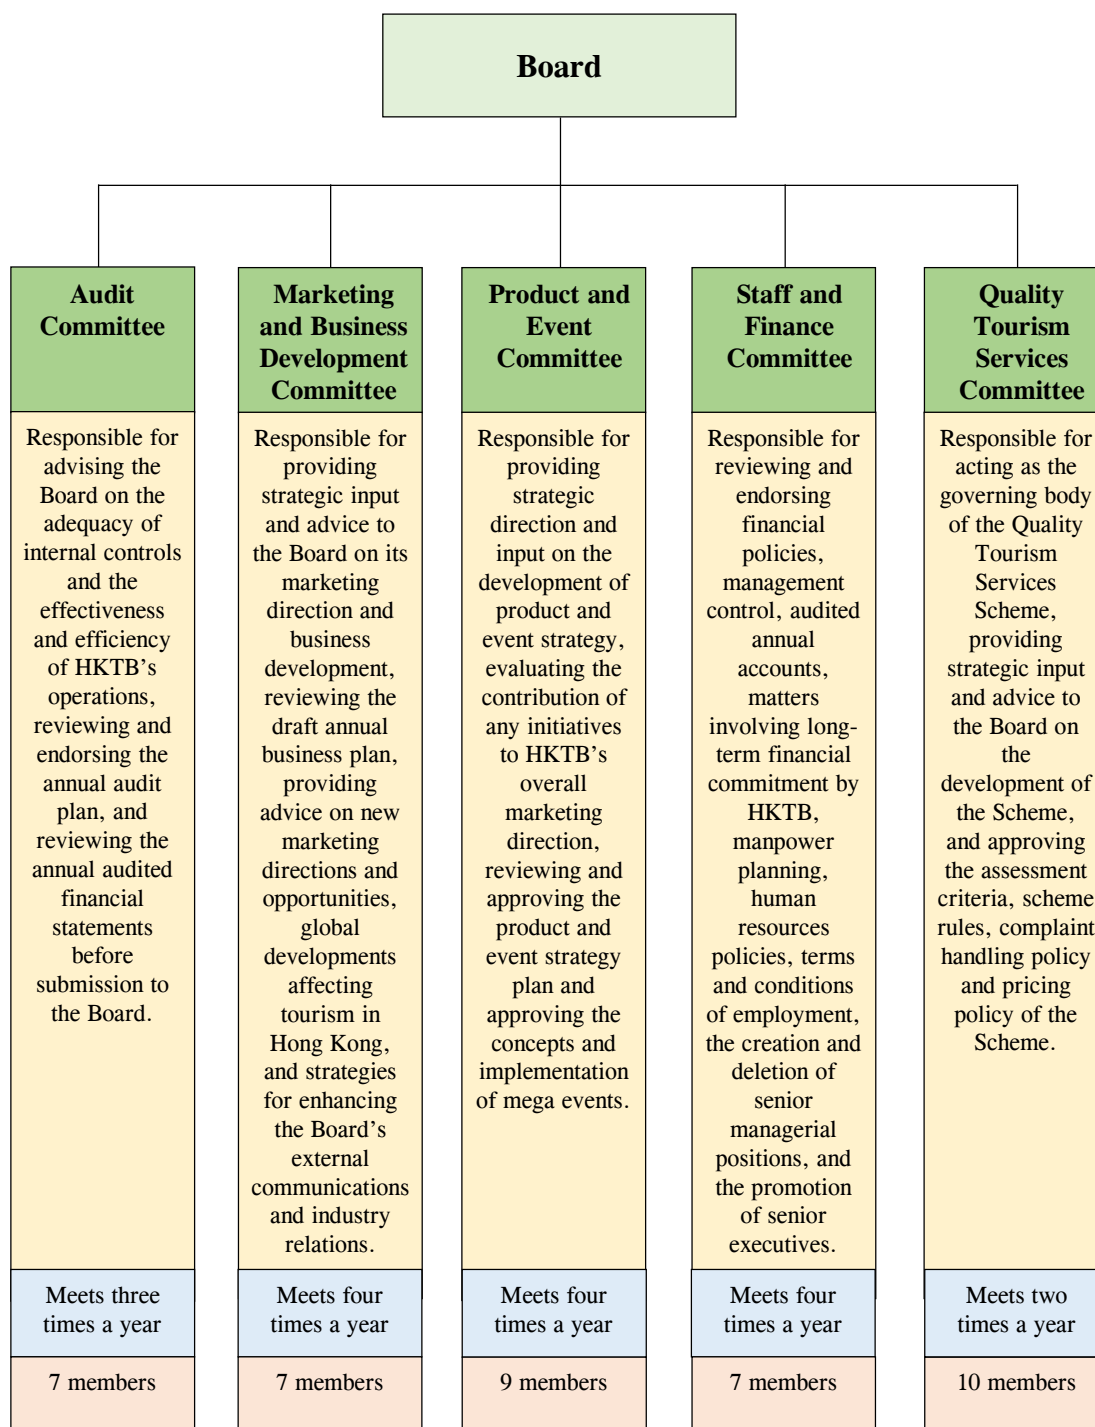 Board
Audit
Committee
Responsible for
advising the
Board on the
adequacy of
internal controls
and the
effectiveness
and efficiency
of HKTB’s
operations,
reviewing and
endorsing the
annual audit
plan, and
reviewing the
annual audited
financial
statements
before
submission to
the Board.
Meets three
times a year
7 members
Marketing
and Business
Development
Committee
Responsible for
providing
strategic input
and advice to
the Board on its
marketing
direction and
business
development,
reviewing the
draft annual
business plan,
providing
advice on new
marketing
directions and
opportunities,
global
developments
affecting
tourism in
Hong Kong,
and strategies
for enhancing
the Board’s
external
communications
and industry
relations.
Meets four
times a year
7 members
Product and
Event
Committee
Responsible for
providing
strategic
direction and
input on the
development of
product and
event strategy,
evaluating the
contribution of
any initiatives
to HKTB’s
overall
marketing
direction,
reviewing and
approving the
product and
event strategy
plan and
approving the
concepts and
implementation
of mega events.
Meets four
times a year
9 members
Staff and
Finance
Committee
Responsible for
reviewing and
endorsing
financial
policies,
management
control, audited
annual
accounts,
matters
involving long-
term financial
commitment by
HKTB,
manpower
planning,
human
resources
policies, terms
and conditions
of employment,
the creation and
deletion of
senior
managerial
positions, and
the promotion
of senior
executives.
Meets four
times a year
7 members
Quality
Tourism
Services
Committee
Responsible for
acting as the
governing body
of the Quality
Tourism
Services
Scheme,
providing
strategic input
and advice to
the Board on
the
development of
the Scheme,
and approving
the assessment
criteria, scheme
rules, complaint
handling policy
and pricing
policy of the
Scheme.
Meets two
times a year
10 members